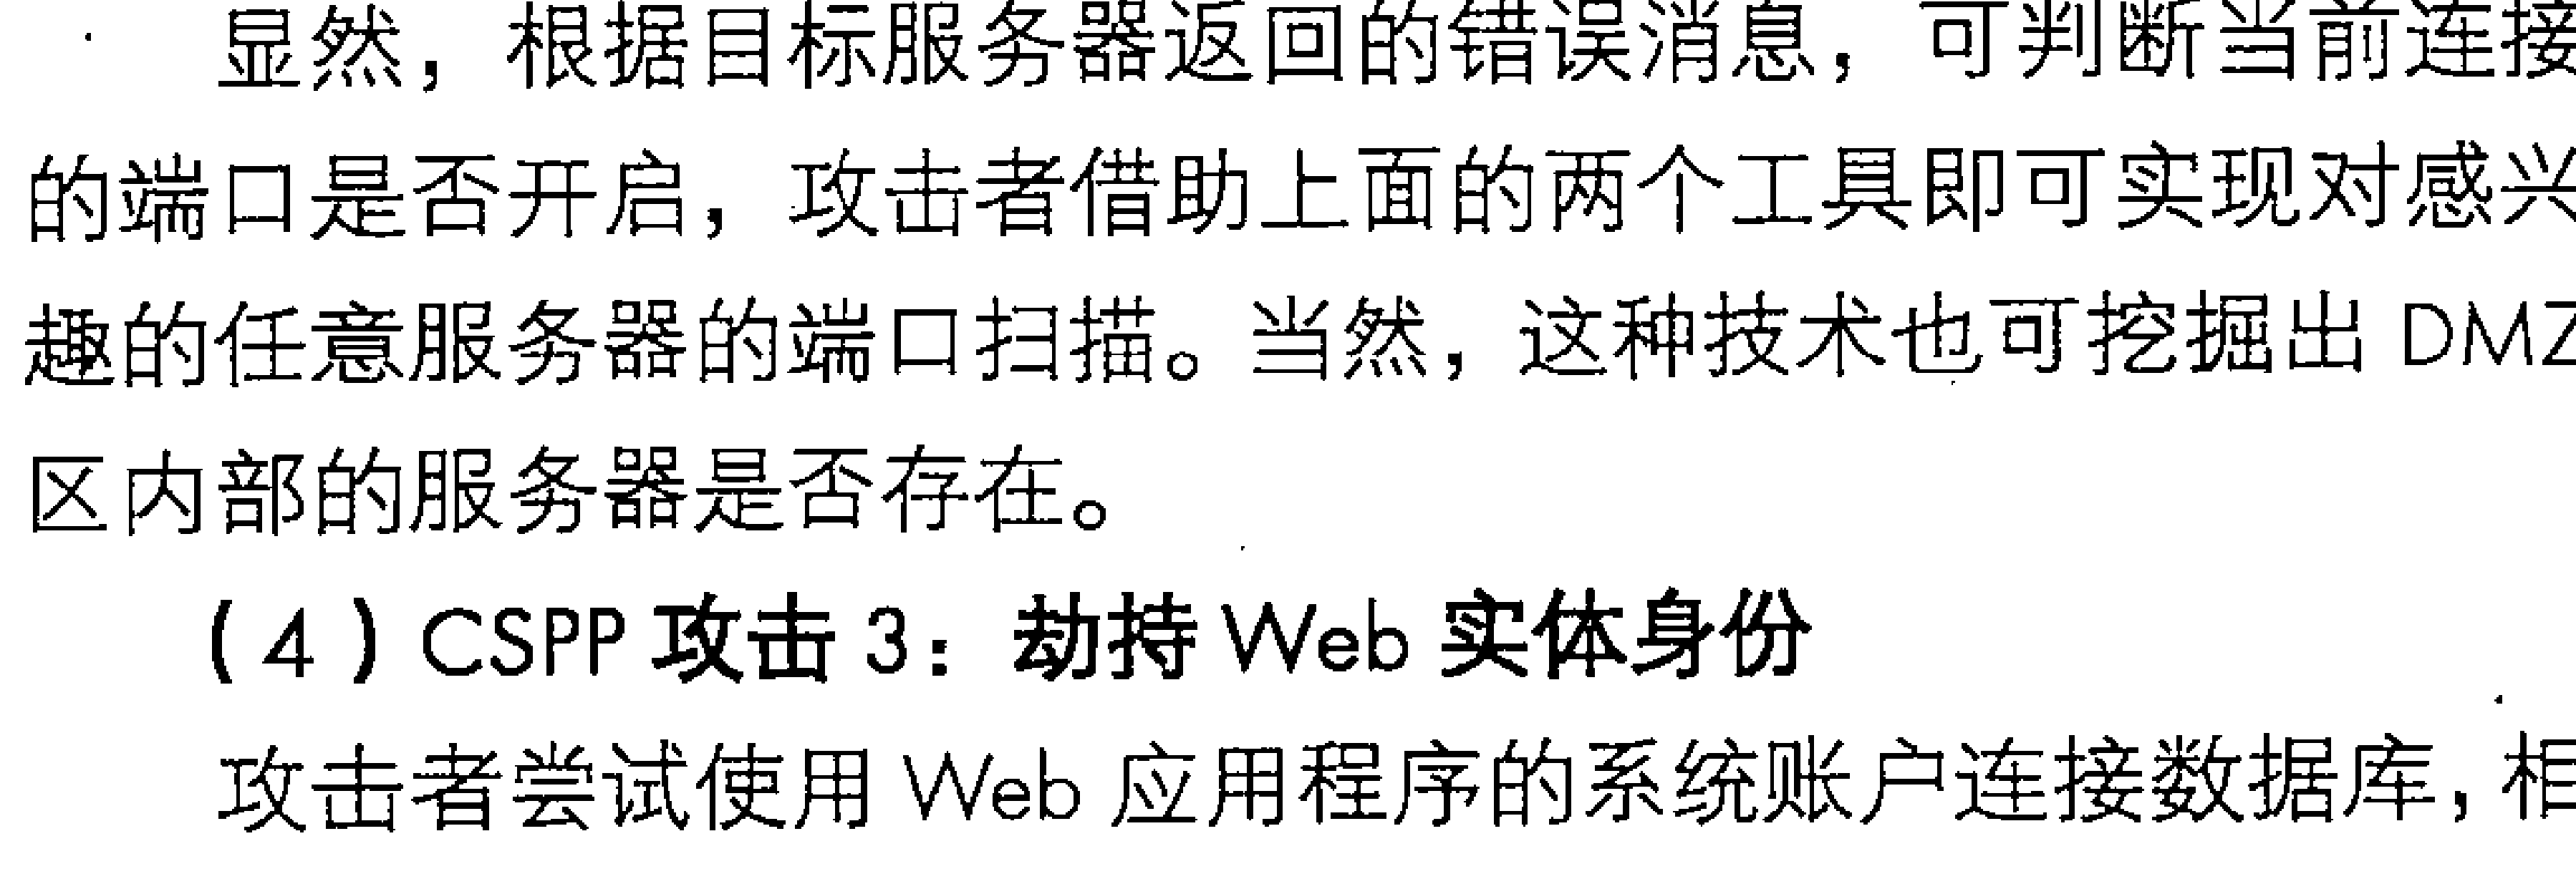 显然，根据目标服务器返回的错误消息，可判断当前连接
的端口是否开启，攻击者借助上面的两个工具即可实现对感兴
趣的任意服务器的端口扫描。当然，这种技术也可挖掘出 DMZ
区内部的服务器是否存在。
（4）CSPP 攻击 3：劫持 Web 实体身份
攻击者尝试使用 Web 应用程序的系统账户连接数据库，相